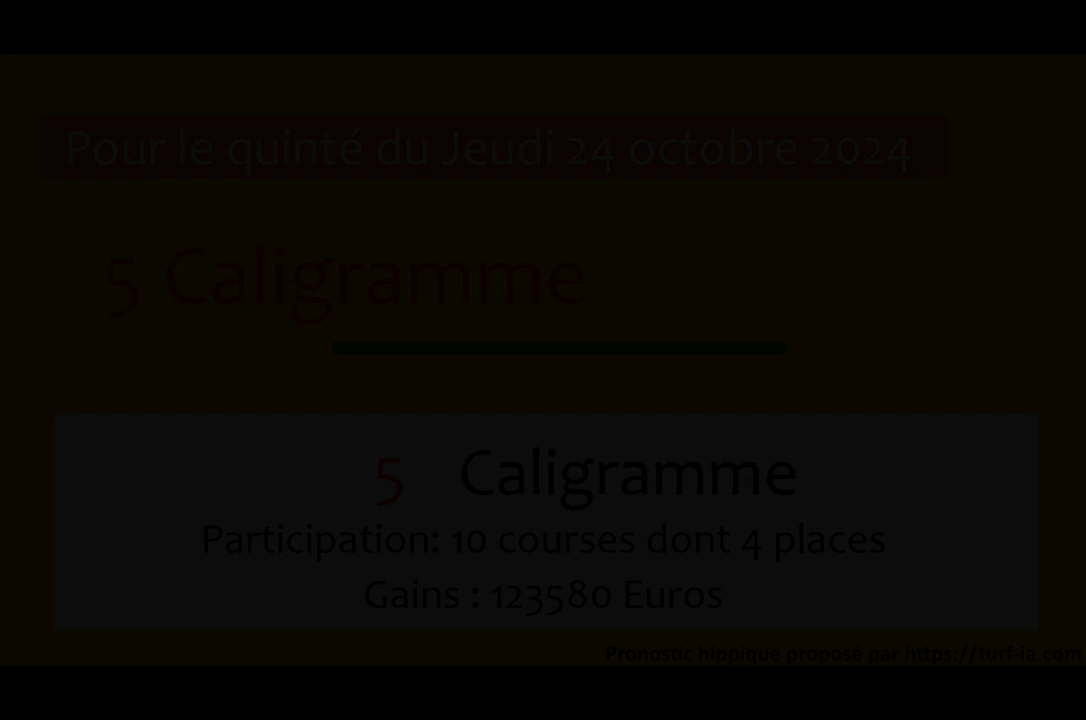 Pour le quinté du Jeudi 24 octobre 2024
5 Caligramme
5 Caligramme
Participation: 10 courses dont 4 places
Gains : 123580 Euros
Pronostic hippique proposé par https://turf-ia.com